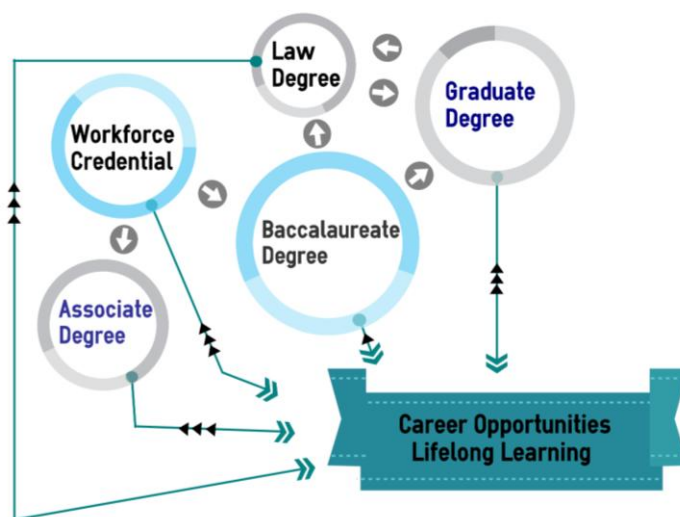 Law
Degree
Graduate
Degree
Workforce
Credential
Baccalaureate
Degree
Associate
Degree
Career Opportunities
Lifelong Learning